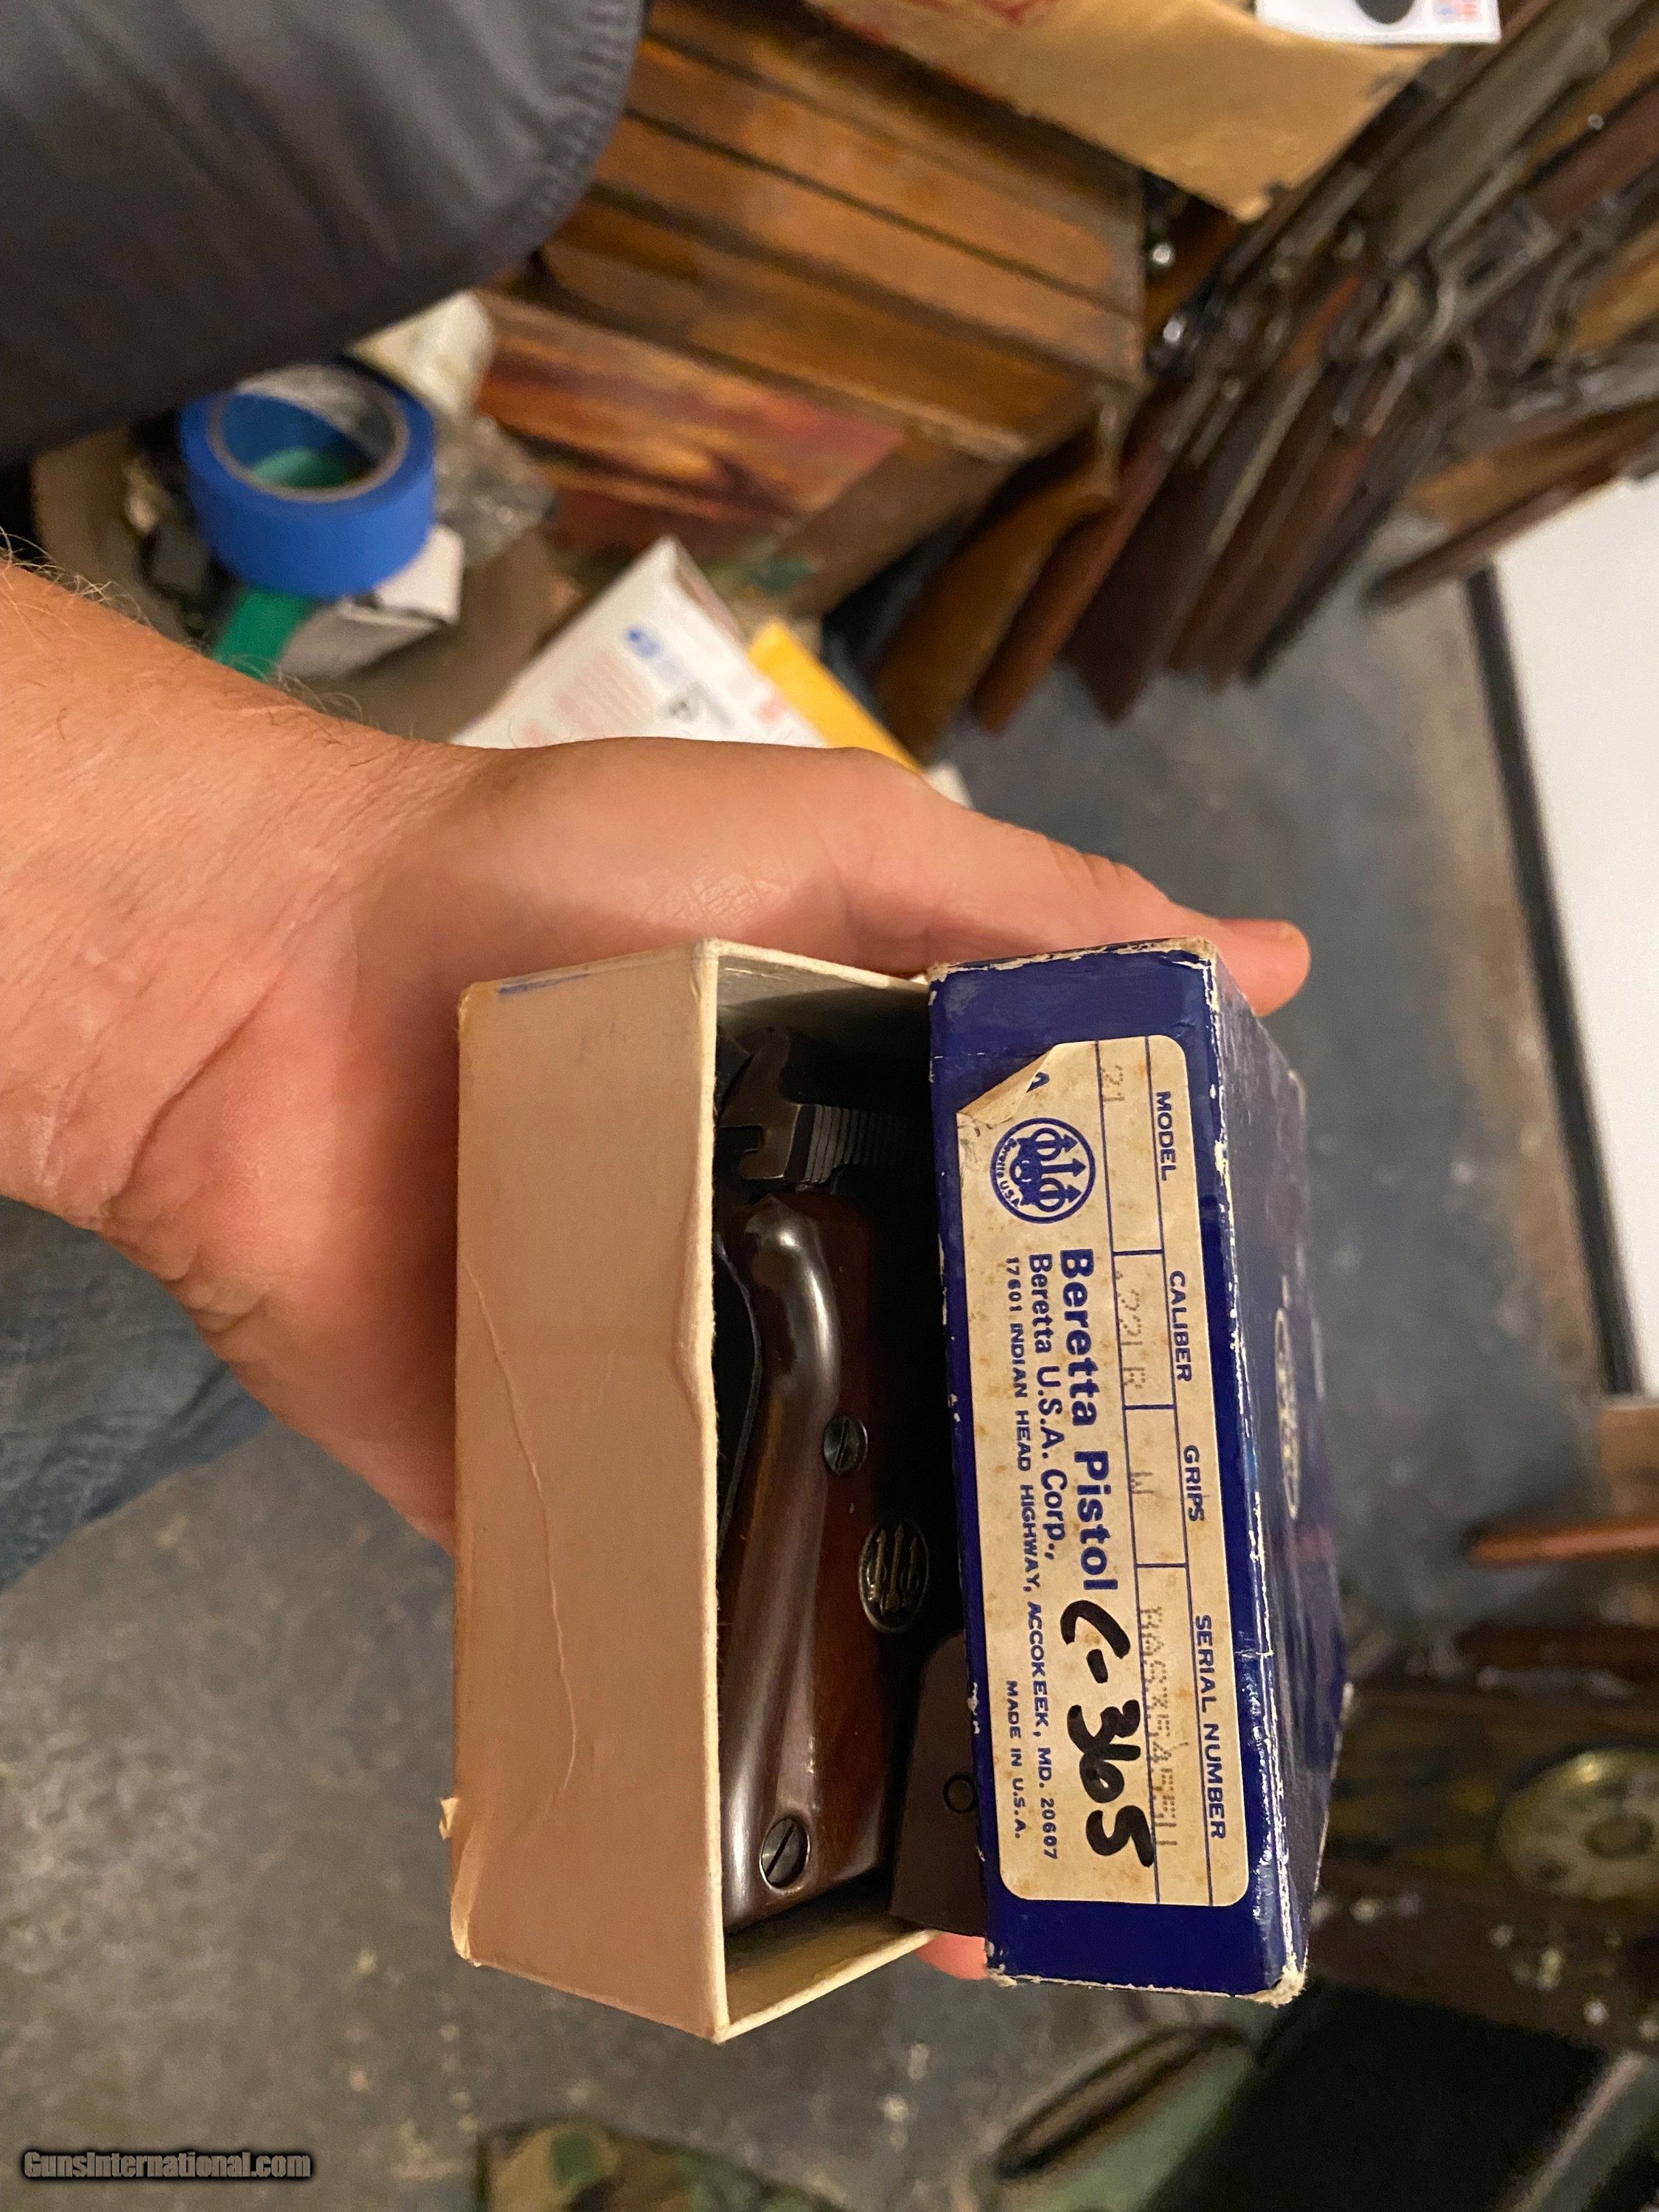 MODEL CALIBER GRIPS SERIAL NUMBER
21 .22LR W
Beretta Pistol C-365
Beretta U.S.A. Corp.,
17601 INDIAN HEAD HIGHWAY, ACCOKEEK, MD. 20607
MADE IN U.S.A.
Beretta U.S.A.
GunsInternational.com